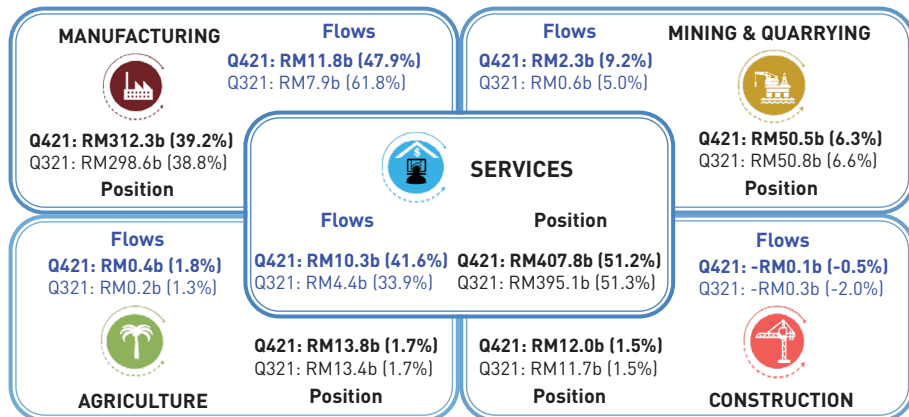 MANUFACTURING
Flows
Q421: RM11.8b (47.9%)
Q321: RM7.9b (61.8%)
Q421: RM312.3b (39.2%)
Q321: RM298.6b (38.8%)
Position
Flows
Q421: RM2.3b (9.2%)
Q321: RM0.6b (5.0%)
MINING & QUARRYING
Q421: RM50.5b (6.3%)
Q321: RM50.8b (6.6%)
Position
$
SERVICES
Flows
Q421: RM10.3b (41.6%)
Q321: RM4.4b (33.9%)
Position
Q421: RM407.8b (51.2%)
Q321: RM395.1b (51.3%)
Flows
Q421: RM0.4b (1.8%)
Q321: RM0.2b (1.3%)
AGRICULTURE
Q421: RM13.8b (1.7%)
Q321: RM13.4b (1.7%)
Position
Q421: RM12.0b (1.5%)
Q321: RM11.7b (1.5%)
Position
Flows
Q421: -RM0.1b (-0.5%)
Q321: -RM0.3b (-2.0%)
CONSTRUCTION